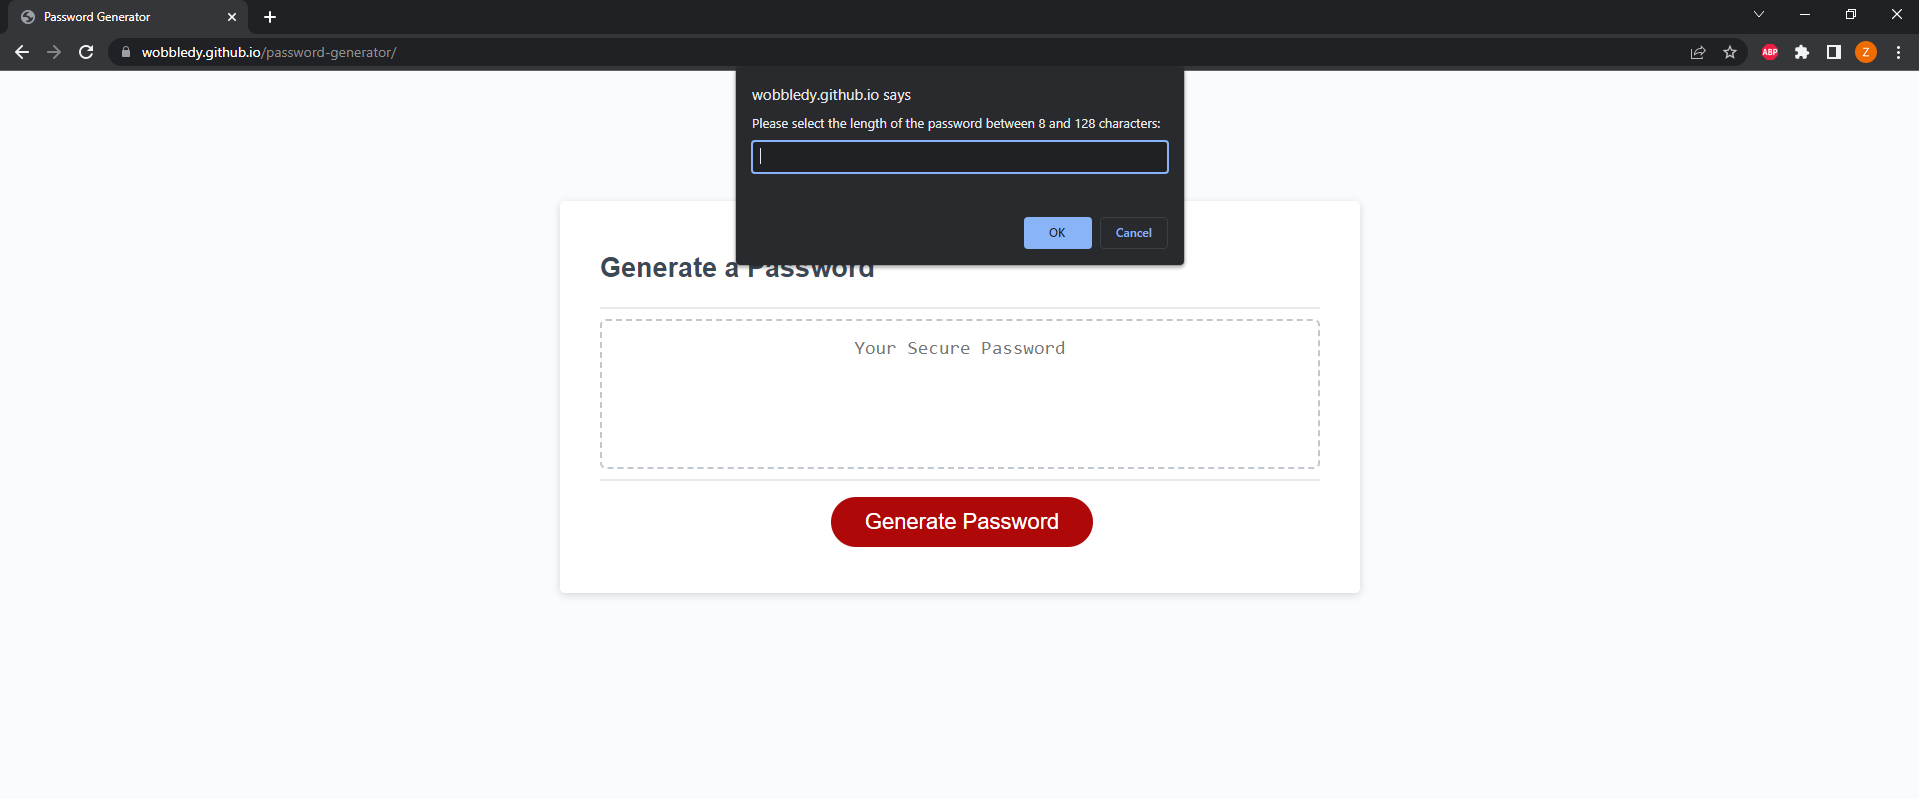 Password Generator
wobbledy.github.io/password-generator/
ABP
Z
wobbledy.github.io says
Please select the length of the password between 8 and 128 characters:
OK
Cancel
Generate a Password
Your Secure Password
Generate Password